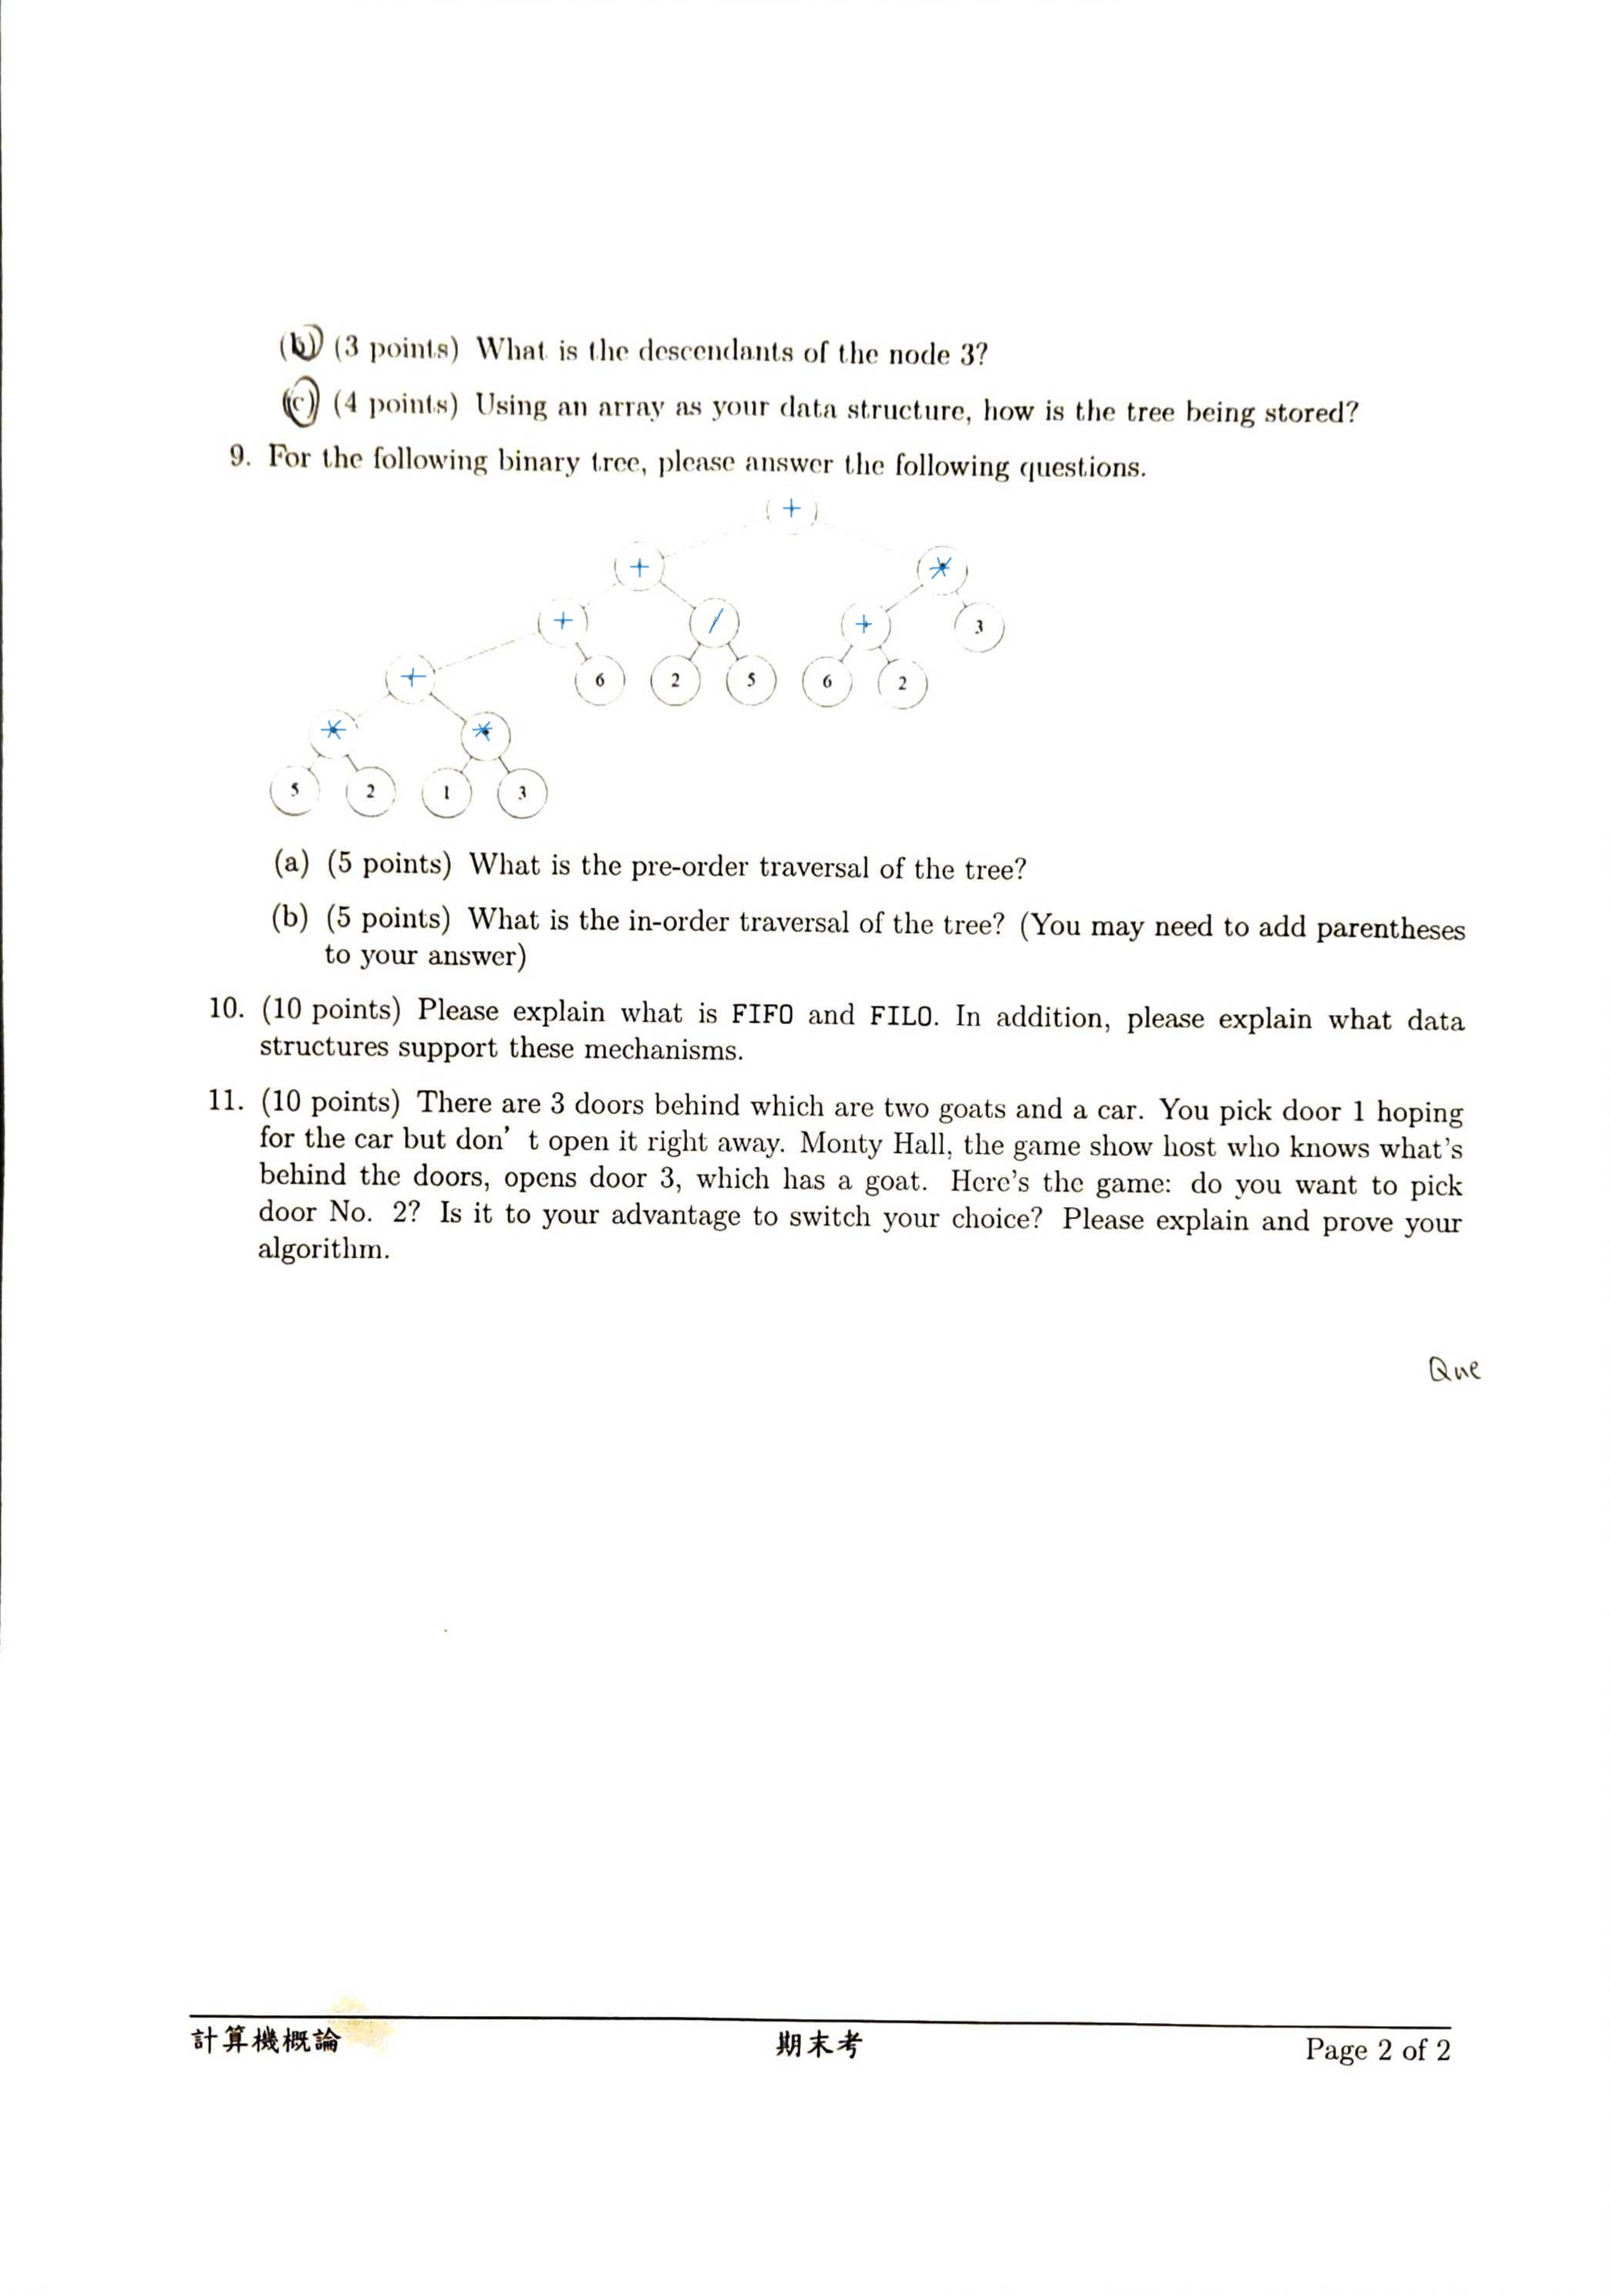 (b) (3 points) What is the descendants of the node 3?
(c) (4 points) Using an array as your data structure, how is the tree being stored?
9. For the following binary tree, please answer the following questions.
+
+ *
+ / + 3
+ 6 2 5 6 2
* *
5 2 1 3
(a) (5 points) What is the pre-order traversal of the tree?
(b) (5 points) What is the in-order traversal of the tree? (You may need to add parentheses
to your answer)
10. (10 points) Please explain what is FIFO and FILO. In addition, please explain what data
structures support these mechanisms.
11. (10 points) There are 3 doors behind which are two goats and a car. You pick door 1 hoping
for the car but don’ t open it right away. Monty Hall, the game show host who knows what's
behind the doors, opens door 3, which has a goat. Here's the game: do you want to pick
door No. 2? Is it to your advantage to switch your choice? Please explain and prove your
algorithm.
Que
計算機概論 期末考 Page 2 of 2